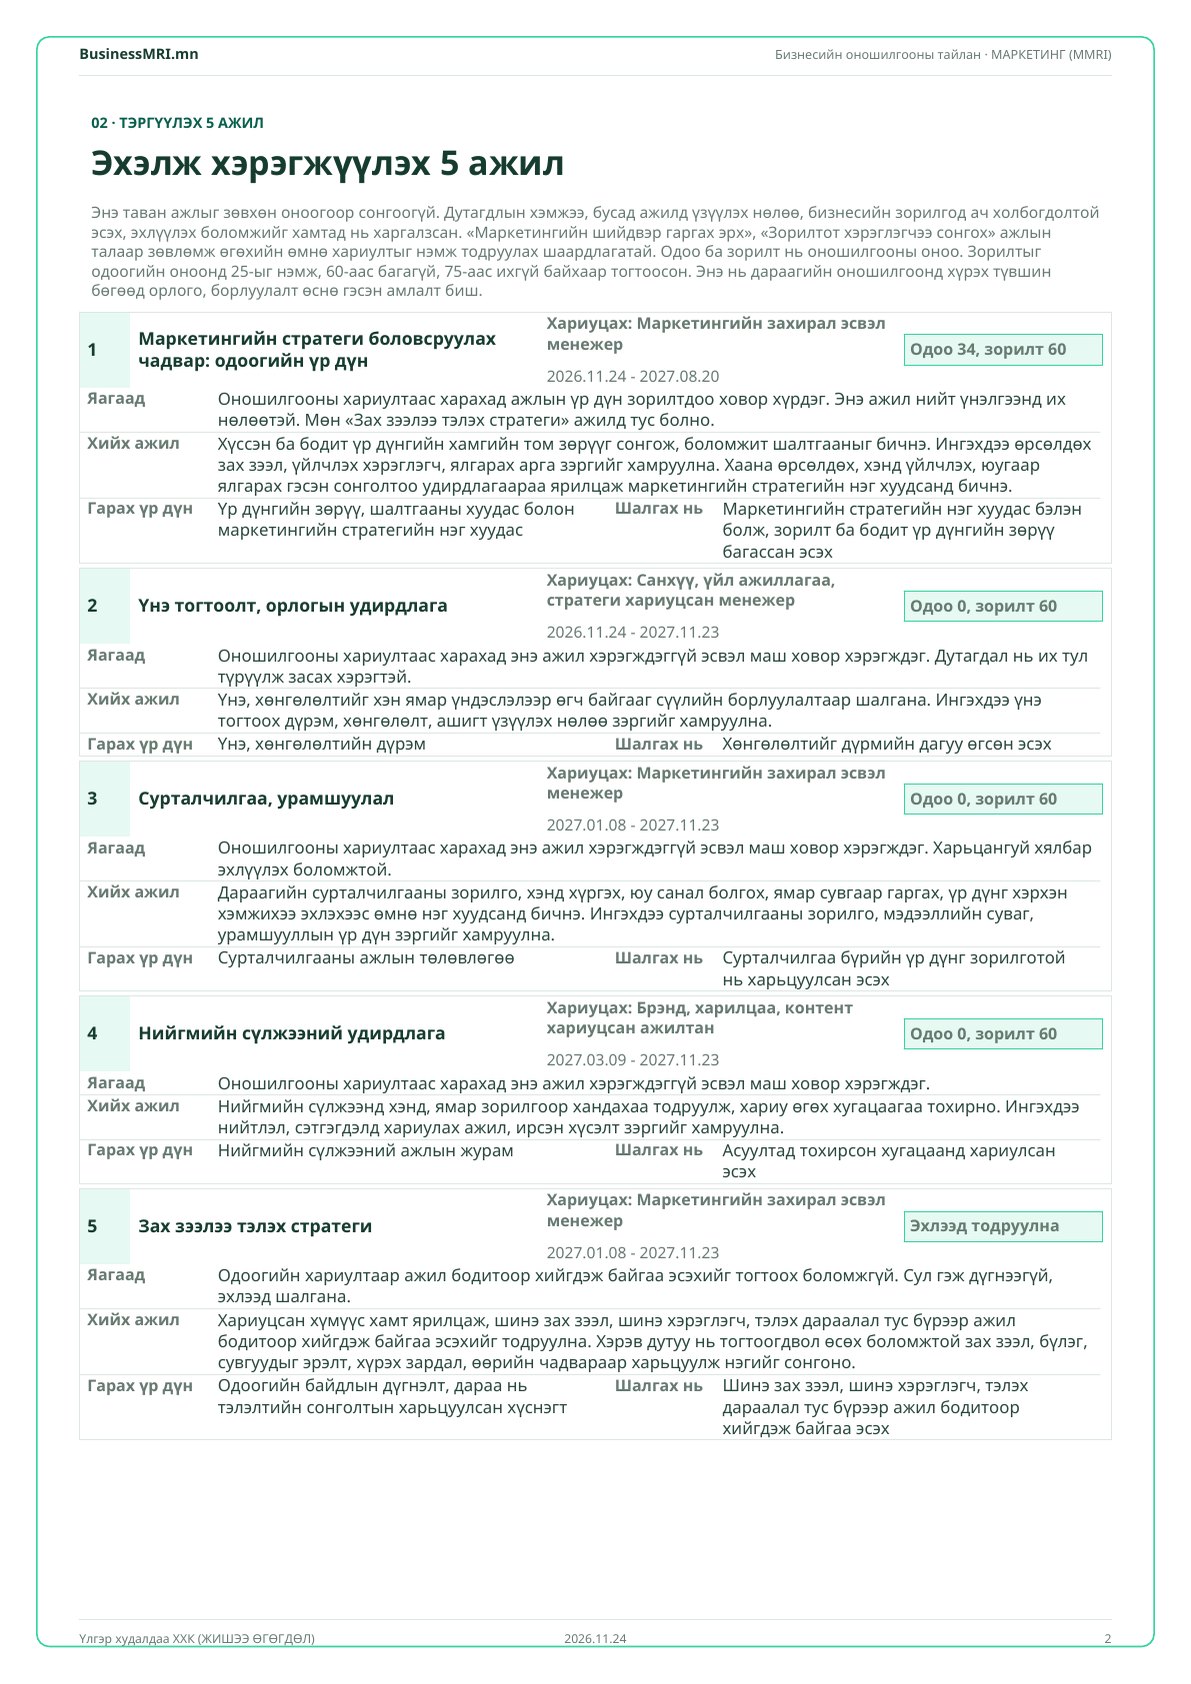 BusinessMRI.mn
Бизнесийн оношилгооны тайлан · МАРКЕТИНГ (MMRI)
02 · ТЭРГҮҮЛЭХ 5 АЖИЛ
Эхэлж хэрэгжүүлэх 5 ажил
Энэ таван ажлыг зөвхөн оноогоор сонгоогүй. Дутагдлын хэмжээ, бусад ажилд үзүүлэх нөлөө, бизнесийн зорилгод ач холбогдолтой
эсэх, эхлүүлэх боломжийг хамтад нь харгалзсан. «Маркетингийн шийдвэр гаргах эрх», «Зорилтот хэрэглэгчээ сонгох» ажлын
талаар зөвлөмж өгөхийн өмнө хариултыг нэмж тодруулах шаардлагатай. Одоо ба зорилт нь оношилгооны оноо. Зорилтыг
одоогийн оноонд 25-ыг нэмж, 60-аас багагүй, 75-аас ихгүй байхаар тогтоосон. Энэ нь дараагийн оношилгоонд хүрэх түвшин
бөгөөд орлого, борлуулалт өснө гэсэн амлалт биш.
1
Маркетингийн стратеги боловсруулах
чадвар: одоогийн үр дүн
Хариуцах: Маркетингийн захирал эсвэл
менежер
2026.11.24 - 2027.08.20
Одоо 34, зорилт 60
Яагаад
Оношилгооны хариултаас харахад ажлын үр дүн зорилтдоо ховор хүрдэг. Энэ ажил нийт үнэлгээнд их
нөлөөтэй. Мөн «Зах зээлээ тэлэх стратеги» ажилд тус болно.
Хийх ажил
Хүссэн ба бодит үр дүнгийн хамгийн том зөрүүг сонгож, боломжит шалтгааныг бичнэ. Ингэхдээ өрсөлдөх
зах зээл, үйлчлэх хэрэглэгч, ялгарах арга зэргийг хамруулна. Хаана өрсөлдөх, хэнд үйлчлэх, юугаар
ялгарах гэсэн сонголтоо удирдлагаараа ярилцаж маркетингийн стратегийн нэг хуудсанд бичнэ.
Гарах үр дүн
Үр дүнгийн зөрүү, шалтгааны хуудас болон
маркетингийн стратегийн нэг хуудас
Шалгах нь
Маркетингийн стратегийн нэг хуудас бэлэн
болж, зорилт ба бодит үр дүнгийн зөрүү
багассан эсэх
2
Үнэ тогтоолт, орлогын удирдлага
Хариуцах: Санхүү, үйл ажиллагаа,
стратеги хариуцсан менежер
2026.11.24 - 2027.11.23
Одоо 0, зорилт 60
Яагаад
Оношилгооны хариултаас харахад энэ ажил хэрэгждэггүй эсвэл маш ховор хэрэгждэг. Дутагдал нь их тул
түрүүлж засах хэрэгтэй.
Хийх ажил
Үнэ, хөнгөлөлтийг хэн ямар үндэслэлээр өгч байгааг сүүлийн борлуулалтаар шалгана. Ингэхдээ үнэ
тогтоох дүрэм, хөнгөлөлт, ашигт үзүүлэх нөлөө зэргийг хамруулна.
Гарах үр дүн
Үнэ, хөнгөлөлтийн дүрэм
Шалгах нь
Хөнгөлөлтийг дүрмийн дагуу өгсөн эсэх
3
Сурталчилгаа, урамшуулал
Хариуцах: Маркетингийн захирал эсвэл
менежер
2027.01.08 - 2027.11.23
Одоо 0, зорилт 60
Яагаад
Оношилгооны хариултаас харахад энэ ажил хэрэгждэггүй эсвэл маш ховор хэрэгждэг. Харьцангуй хялбар
эхлүүлэх боломжтой.
Хийх ажил
Дараагийн сурталчилгааны зорилго, хэнд хүргэх, юу санал болгох, ямар сувгаар гаргах, үр дүнг хэрхэн
хэмжихээ эхлэхээс өмнө нэг хуудсанд бичнэ. Ингэхдээ сурталчилгааны зорилго, мэдээллийн суваг,
урамшууллын үр дүн зэргийг хамруулна.
Гарах үр дүн
Сурталчилгааны ажлын төлөвлөгөө
Шалгах нь
Сурталчилгаа бүрийн үр дүнг зорилготой
нь харьцуулсан эсэх
4
Нийгмийн сүлжээний удирдлага
Хариуцах: Брэнд, харилцаа, контент
хариуцсан ажилтан
2027.03.09 - 2027.11.23
Одоо 0, зорилт 60
Яагаад
Оношилгооны хариултаас харахад энэ ажил хэрэгждэггүй эсвэл маш ховор хэрэгждэг.
Хийх ажил
Нийгмийн сүлжээнд хэнд, ямар зорилгоор хандахаа тодруулж, хариу өгөх хугацаагаа тохирно. Ингэхдээ
нийтлэл, сэтгэгдэлд хариулах ажил, ирсэн хүсэлт зэргийг хамруулна.
Гарах үр дүн
Нийгмийн сүлжээний ажлын журам
Шалгах нь
Асуултад тохирсон хугацаанд хариулсан
эсэх
5
Зах зээлээ тэлэх стратеги
Хариуцах: Маркетингийн захирал эсвэл
менежер
2027.01.08 - 2027.11.23
Эхлээд тодруулна
Яагаад
Одоогийн хариултаар ажил бодитоор хийгдэж байгаа эсэхийг тогтоох боломжгүй. Сул гэж дүгнээгүй,
эхлээд шалгана.
Хийх ажил
Хариуцсан хүмүүс хамт ярилцаж, шинэ зах зээл, шинэ хэрэглэгч, тэлэх дараалал тус бүрээр ажил
бодитоор хийгдэж байгаа эсэхийг тодруулна. Хэрэв дутуу нь тогтоогдвол өсөх боломжтой зах зээл, бүлэг,
сувгуудыг эрэлт, хүрэх зардал, өөрийн чадвараар харьцуулж нэгийг сонгоно.
Гарах үр дүн
Одоогийн байдлын дүгнэлт, дараа нь
тэлэлтийн сонголтын харьцуулсан хүснэгт
Шалгах нь
Шинэ зах зээл, шинэ хэрэглэгч, тэлэх
дараалал тус бүрээр ажил бодитоор
хийгдэж байгаа эсэх
Үлгэр худалдаа ХХК (ЖИШЭЭ ӨГӨГДӨЛ)
2026.11.24
2